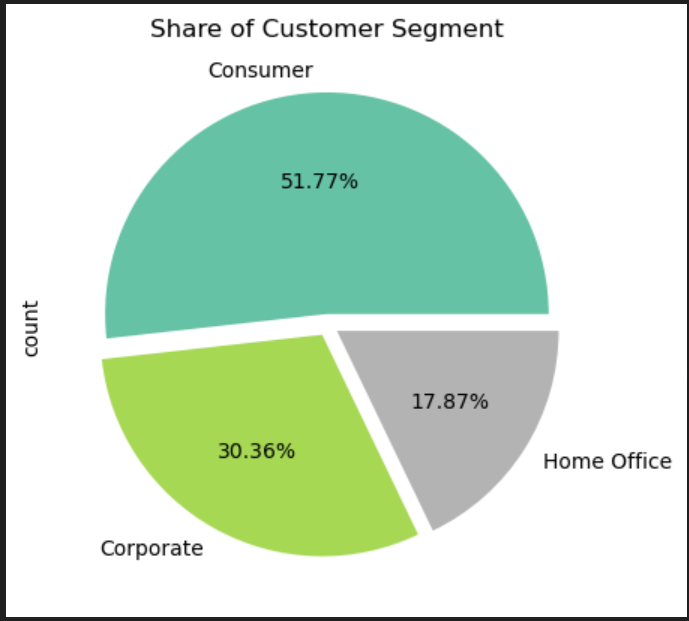 Share of Customer Segment
Consumer
51.77%
count
17.87%
30.36%
Home Office
Corporate